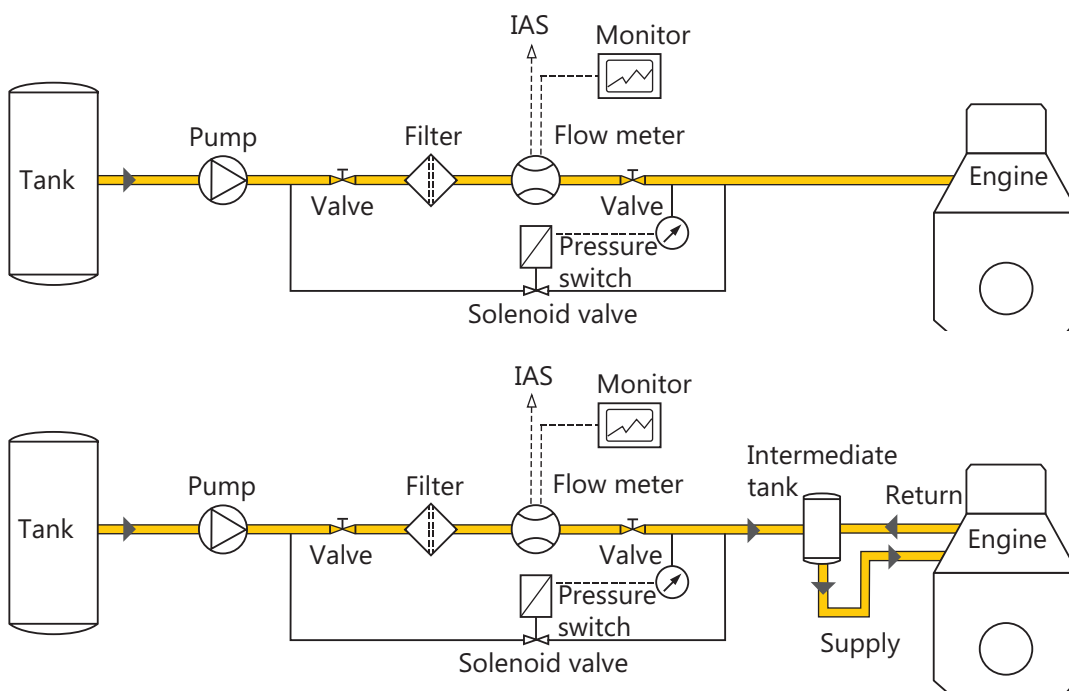 IAS
Monitor
Pump
Filter
Flow meter
Tank
Engine
Valve
Valve
Pressure
switch
Solenoid valve
IAS
Monitor
Intermediate
tank
Pump
Filter
Flow meter
Return
Tank
Engine
Valve
Valve
Pressure
switch
Supply
Solenoid valve